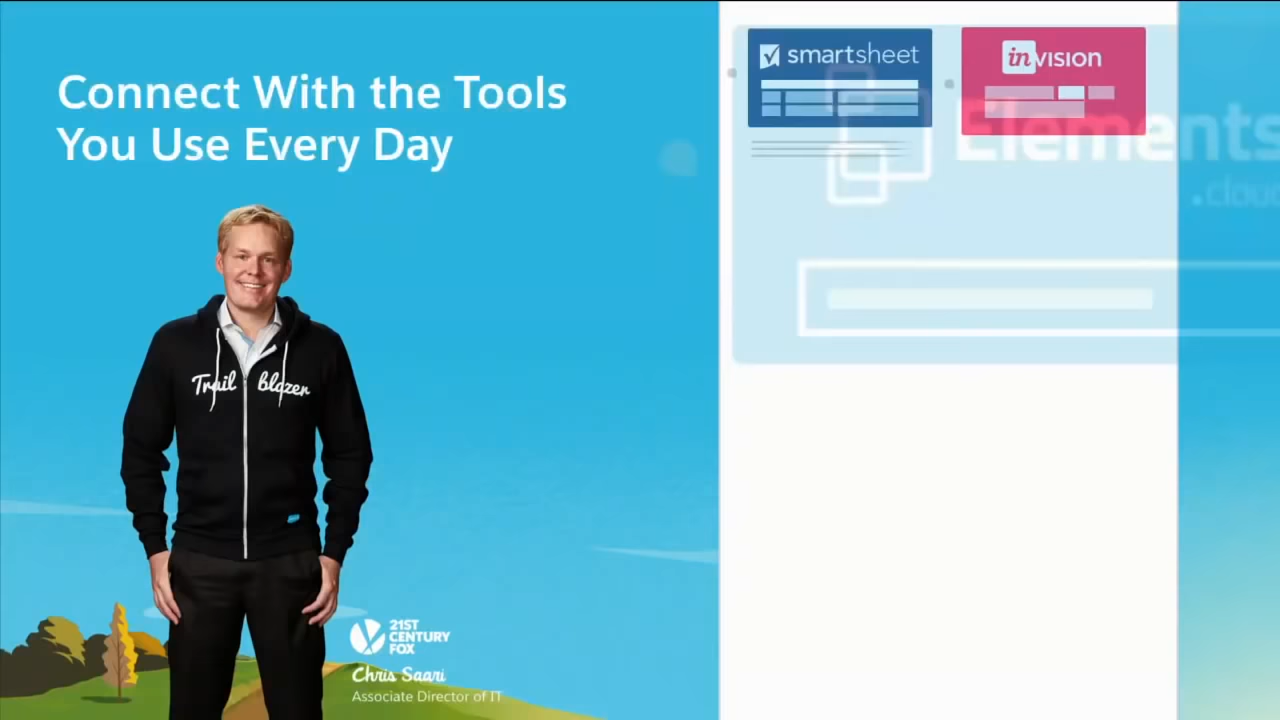 Connect With the Tools
You Use Every Day
smartsheet
inVISION
Elements
.cloud
Trail blazer
21ST
CENTURY
FOX
Chris Saari
Associate Director of IT